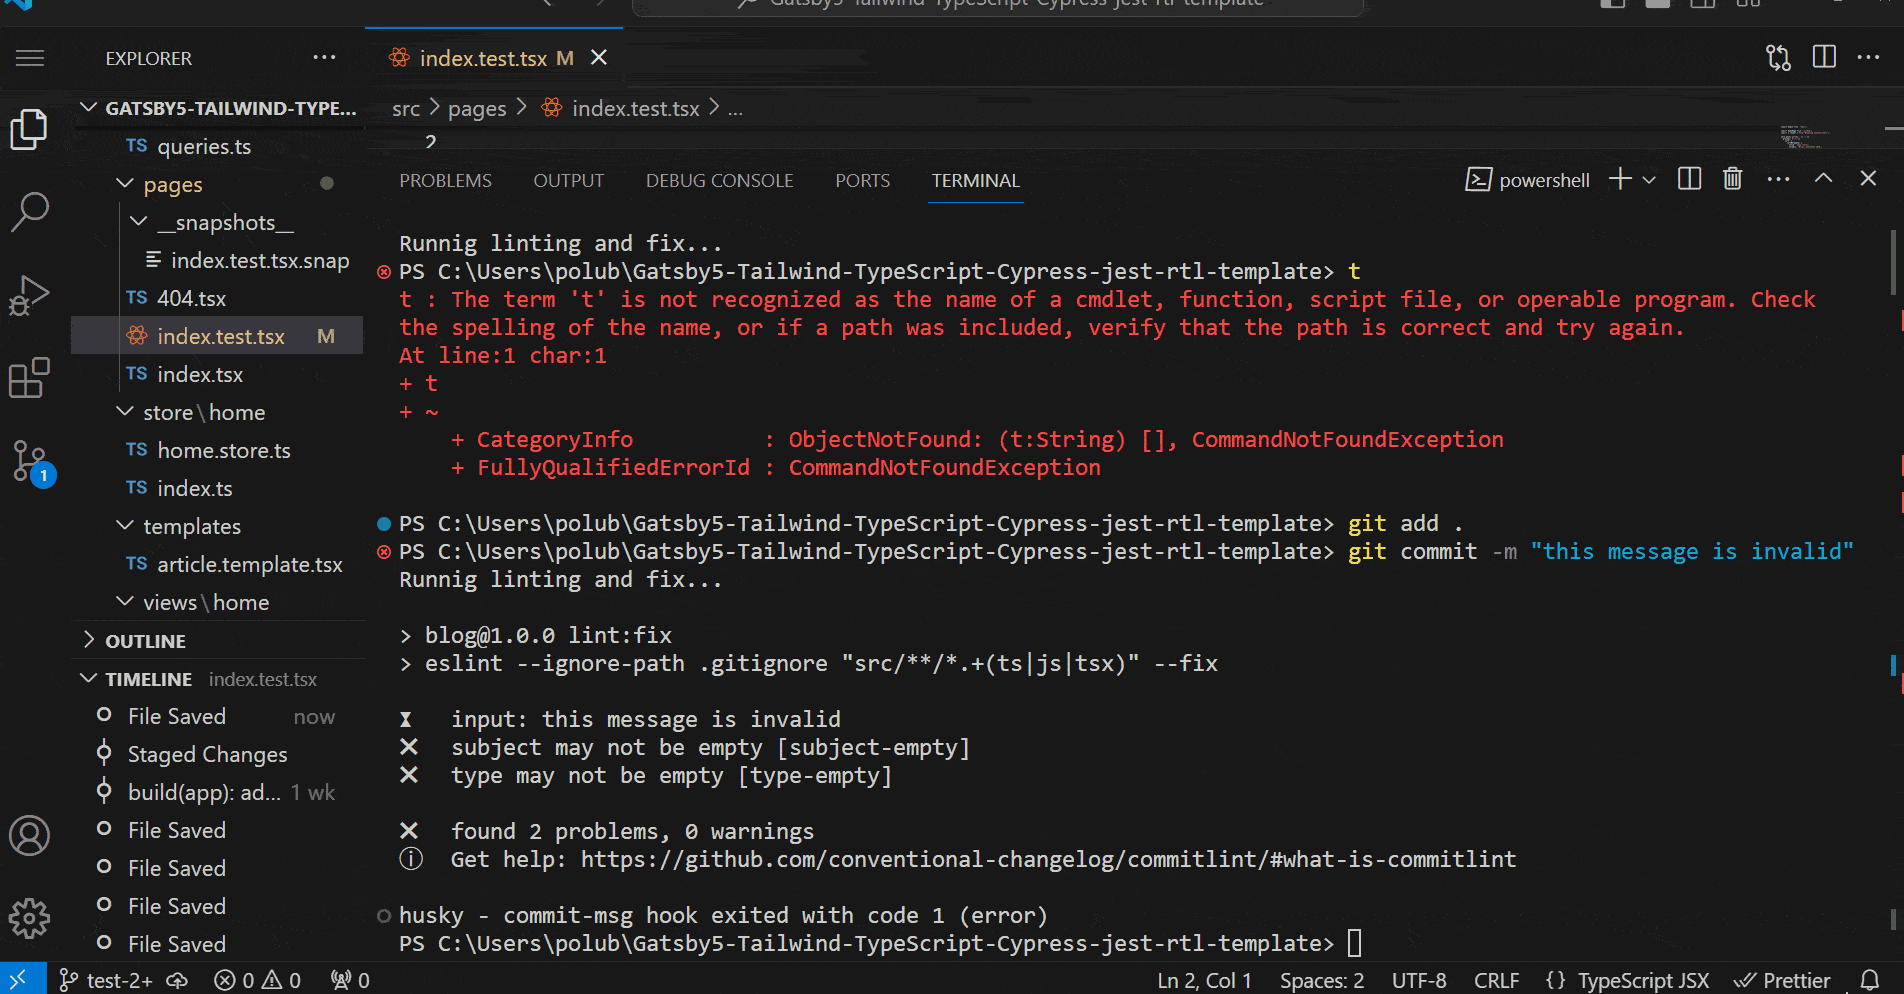 Gatsby5-Tailwind-TypeScript-Cypress-jest-rtl-template
EXPLORER
GATSBY5-TAILWIND-TYPE...
TS queries.ts
pages
__snapshots__
index.test.tsx.snap
TS 404.tsx
index.test.tsx M
TS index.tsx
store\home
TS home.store.ts
TS index.ts
templates
TS article.template.tsx
views\home
OUTLINE
TIMELINE index.test.tsx
File Saved now
Staged Changes
build(app): ad... 1 wk
File Saved
File Saved
File Saved
File Saved
1
index.test.tsx M
src > pages > index.test.tsx > ...
2
PROBLEMS OUTPUT DEBUG CONSOLE PORTS TERMINAL powershell
Runnig linting and fix...
PS C:\Users\polub\Gatsby5-Tailwind-TypeScript-Cypress-jest-rtl-template> t
t : The term 't' is not recognized as the name of a cmdlet, function, script file, or operable program. Check
the spelling of the name, or if a path was included, verify that the path is correct and try again.
At line:1 char:1
+ t
+ ~
+ CategoryInfo : ObjectNotFound: (t:String) [], CommandNotFoundException
+ FullyQualifiedErrorId : CommandNotFoundException
PS C:\Users\polub\Gatsby5-Tailwind-TypeScript-Cypress-jest-rtl-template> git add .
PS C:\Users\polub\Gatsby5-Tailwind-TypeScript-Cypress-jest-rtl-template> git commit -m "this message is invalid"
Runnig linting and fix...
> blog@1.0.0 lint:fix
> eslint --ignore-path .gitignore "src/**/*.+(ts|js|tsx)" --fix
⧗ input: this message is invalid
✖ subject may not be empty [subject-empty]
✖ type may not be empty [type-empty]
✖ found 2 problems, 0 warnings
ⓘ Get help: https://github.com/conventional-changelog/commitlint/#what-is-commitlint
husky - commit-msg hook exited with code 1 (error)
PS C:\Users\polub\Gatsby5-Tailwind-TypeScript-Cypress-jest-rtl-template>
test-2+ 0 0 0 Ln 2, Col 1 Spaces: 2 UTF-8 CRLF {} TypeScript JSX Prettier